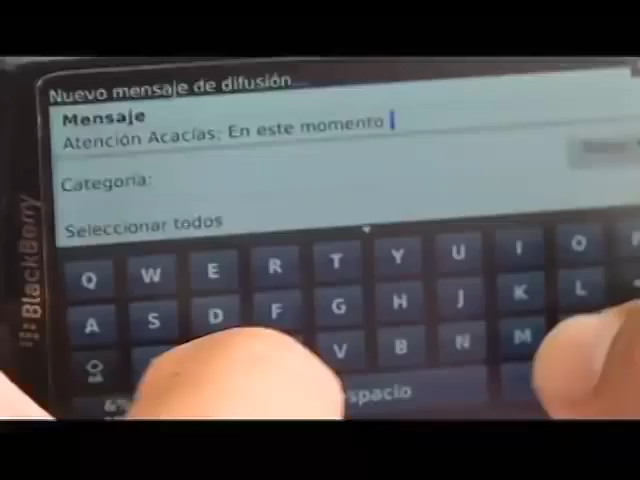 Nuevo mensaje de difusión...
Mensaje
Atención Acacías: En este momento
Categoría:
Seleccionar todos
BlackBerry
Q W E R T Y U I O P
A S D F G H J K L
V B N M
espacio